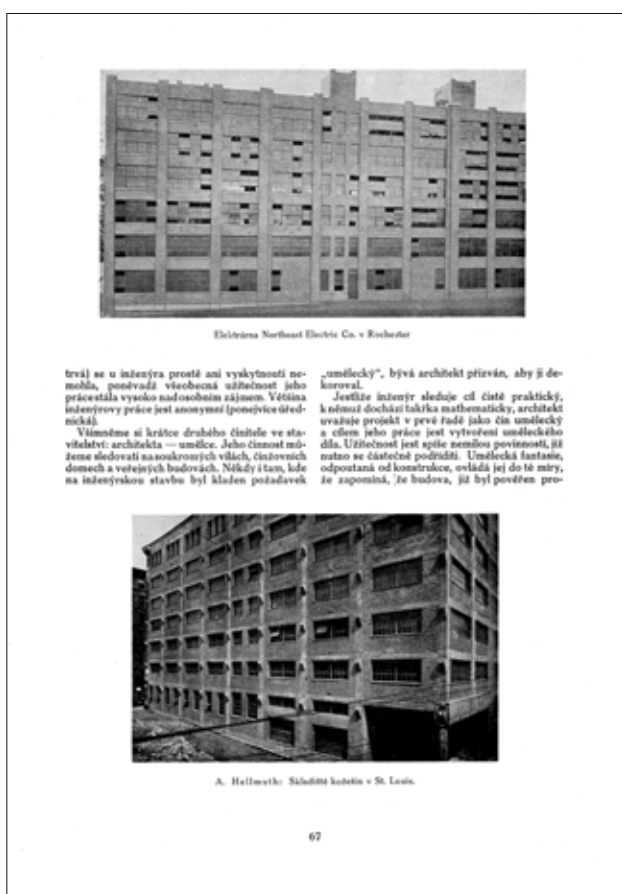 Elektrárna Northeast Electric Co. v Rochester
trvá) se u inženýra prostě ani vyskytnouti ne-
mohla, poněvadž všeobecná užitečnost jeho
práce stála vysoko nad osobním zájmem. Většina
inženýrovy práce jest anonymní (ponejvíce úřed-
nická).
Všimněme si krátce druhého činitele ve sta-
vitelství: architekta — umělce. Jeho činnost mů-
žeme sledovati na soukromých vilách, činžovních
domech a veřejných budovách. Někdy i tam, kde
na inženýrskou stavbu byl kladen požadavek
„umělecký“, bývá architekt přizván, aby ji de-
koroval.
Jestliže inženýr sleduje cíl čistě praktický,
k němuž dochází takřka mathematicky, architekt
uvažuje projekt v prvé řadě jako čin umělecký
a cílem jeho práce jest vytvoření uměleckého
díla. Užitečnost jest spíše nemilou povinností, jíž
nutno se částečně podříditi. Umělecká fantasie,
odpoutaná od konstrukce, ovládá jej do té míry,
že zapomíná, že budova, jíž byl pověřen pro-
A. Hellmuth: Skladiště kožešin v St. Louis.
67